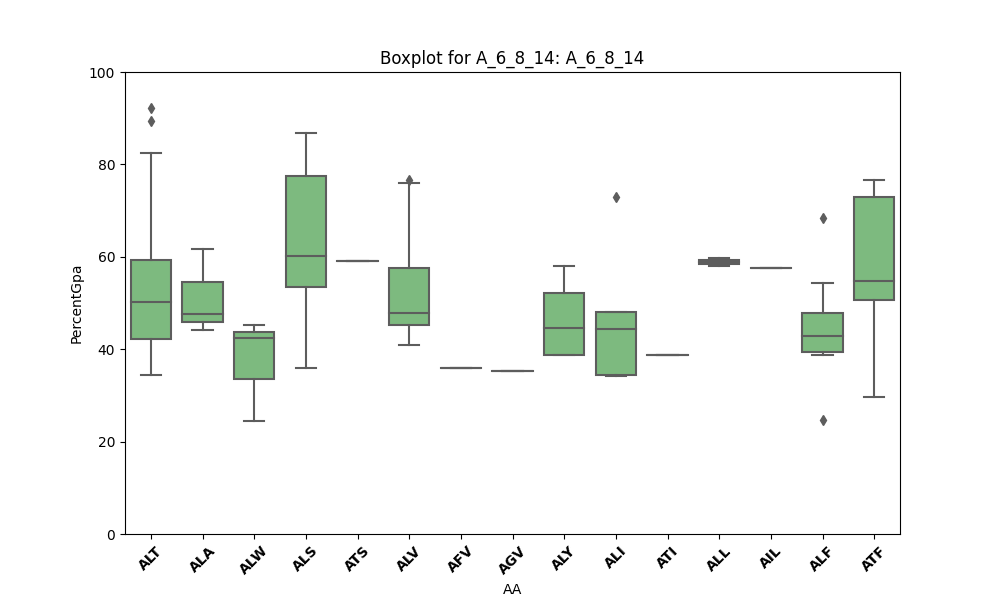 Boxplot for A_6_8_14: A_6_8_14
100
80
60
40
20
0
PercentGpa
ALT
ALA
ALW
ALS
ATS
ALV
AFV
AGV
ALY
ALI
ATI
ALL
AIL
ALF
ATF
AA